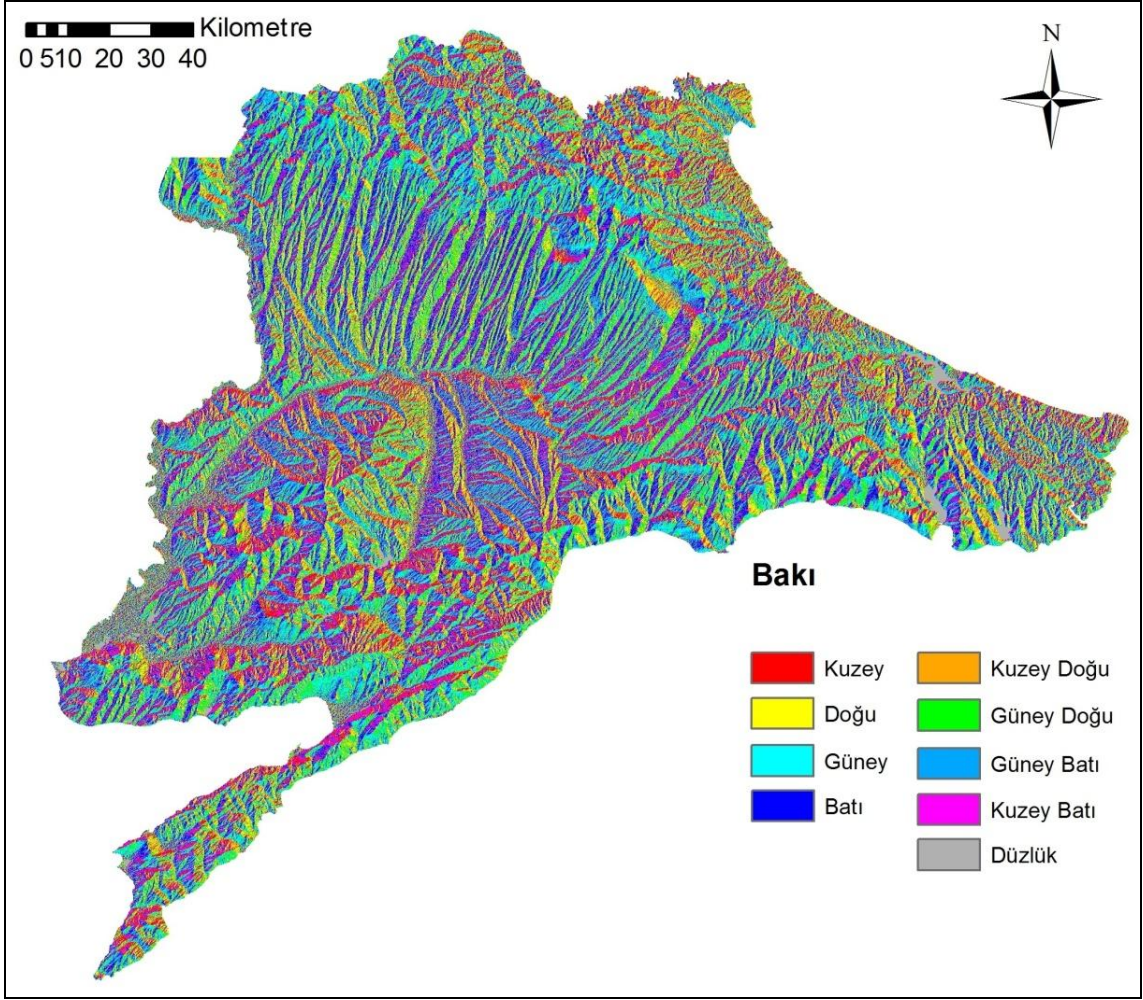 Kilometre
0 510 20 30 40
N
Bakı
Kuzey
Doğu
Güney
Batı
Kuzey Doğu
Güney Doğu
Güney Batı
Kuzey Batı
Düzlük